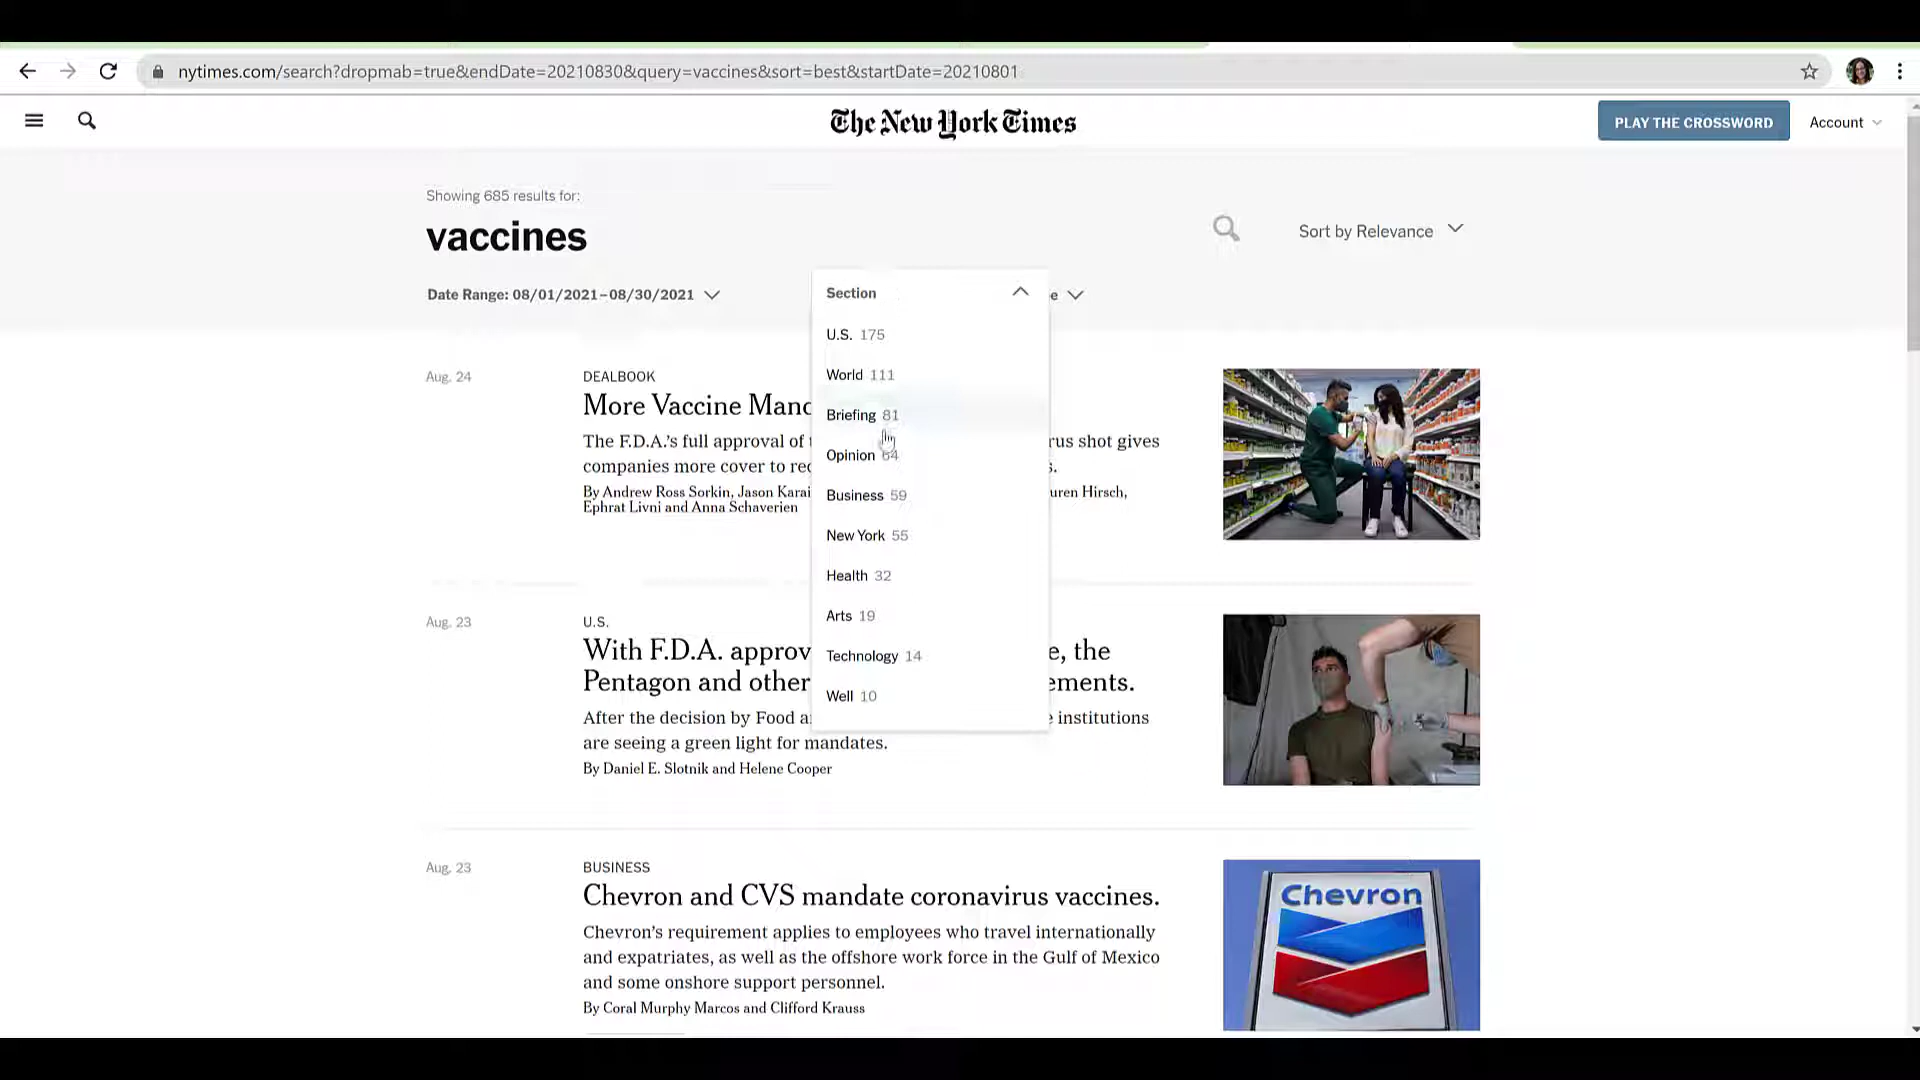 nytimes.com/search?dropmab=true&endDate=20210830&query=vaccines&sort=best&startDate=20210801
The New York Times
PLAY THE CROSSWORD
Account
Showing 685 results for:
vaccines
Sort by Relevance
Date Range: 08/01/2021–08/30/2021
Section
e
U.S. 175
World 111
Briefing 81
Opinion 64
Business 59
New York 55
Health 32
Arts 19
Technology 14
Well 10
Aug. 24
DEALBOOK
More Vaccine Manc
The F.D.A.'s full approval of rus shot gives
companies more cover to rec s.
By Andrew Ross Sorkin, Jason Karai uren Hirsch,
Ephrat Livni and Anna Schaverien
Aug. 23
U.S.
With F.D.A. approv e, the
Pentagon and other ements.
After the decision by Food a institutions
are seeing a green light for mandates.
By Daniel E. Slotnik and Helene Cooper
Aug. 23
BUSINESS
Chevron and CVS mandate coronavirus vaccines.
Chevron's requirement applies to employees who travel internationally
and expatriates, as well as the offshore work force in the Gulf of Mexico
and some onshore support personnel.
By Coral Murphy Marcos and Clifford Krauss
Chevron